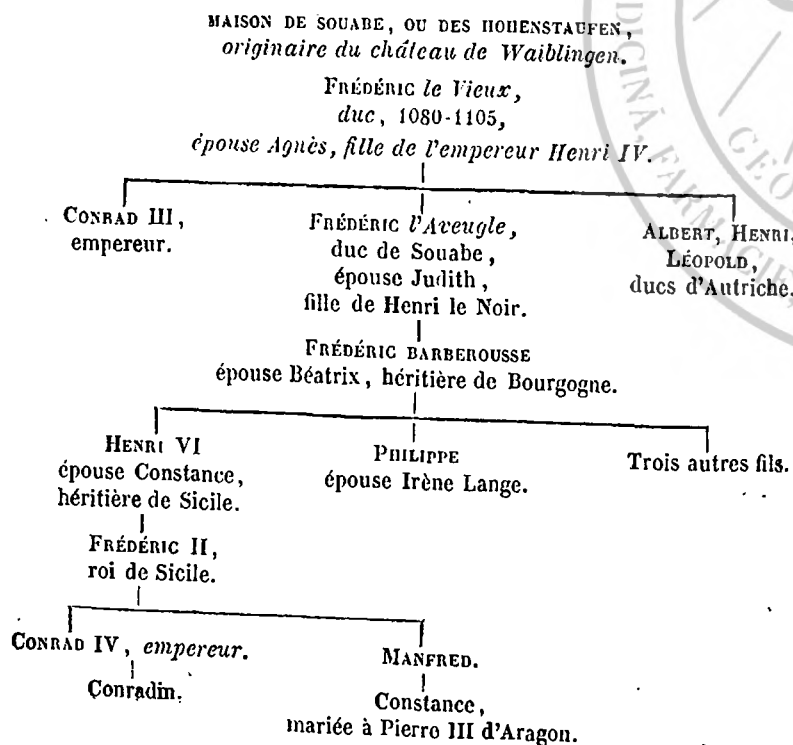 MAISON DE SOUABE, OU DES HOHENSTAUFEN,
originaire du château de Waiblingen.
FRÉDÉRIC le Vieux,
duc, 1080-1105,
épouse Agnès, fille de l'empereur Henri IV.
CONRAD III,
empereur.
FRÉDÉRIC l'Aveugle,
duc de Souabe,
épouse Judith,
fille de Henri le Noir.
ALBERT, HENRI,
LÉOPOLD,
ducs d'Autriche.
FRÉDÉRIC BARBEROUSSE
épouse Béatrix, héritière de Bourgogne.
HENRI VI
épouse Constance,
héritière de Sicile.
PHILIPPE
épouse Irène Lange.
Trois autres fils.
FRÉDÉRIC II,
roi de Sicile.
CONRAD IV, empereur.
Conradin.
MANFRED.
Constance,
mariée à Pierre III d'Aragon.
DICINĂ, FARMACIE,
GEO